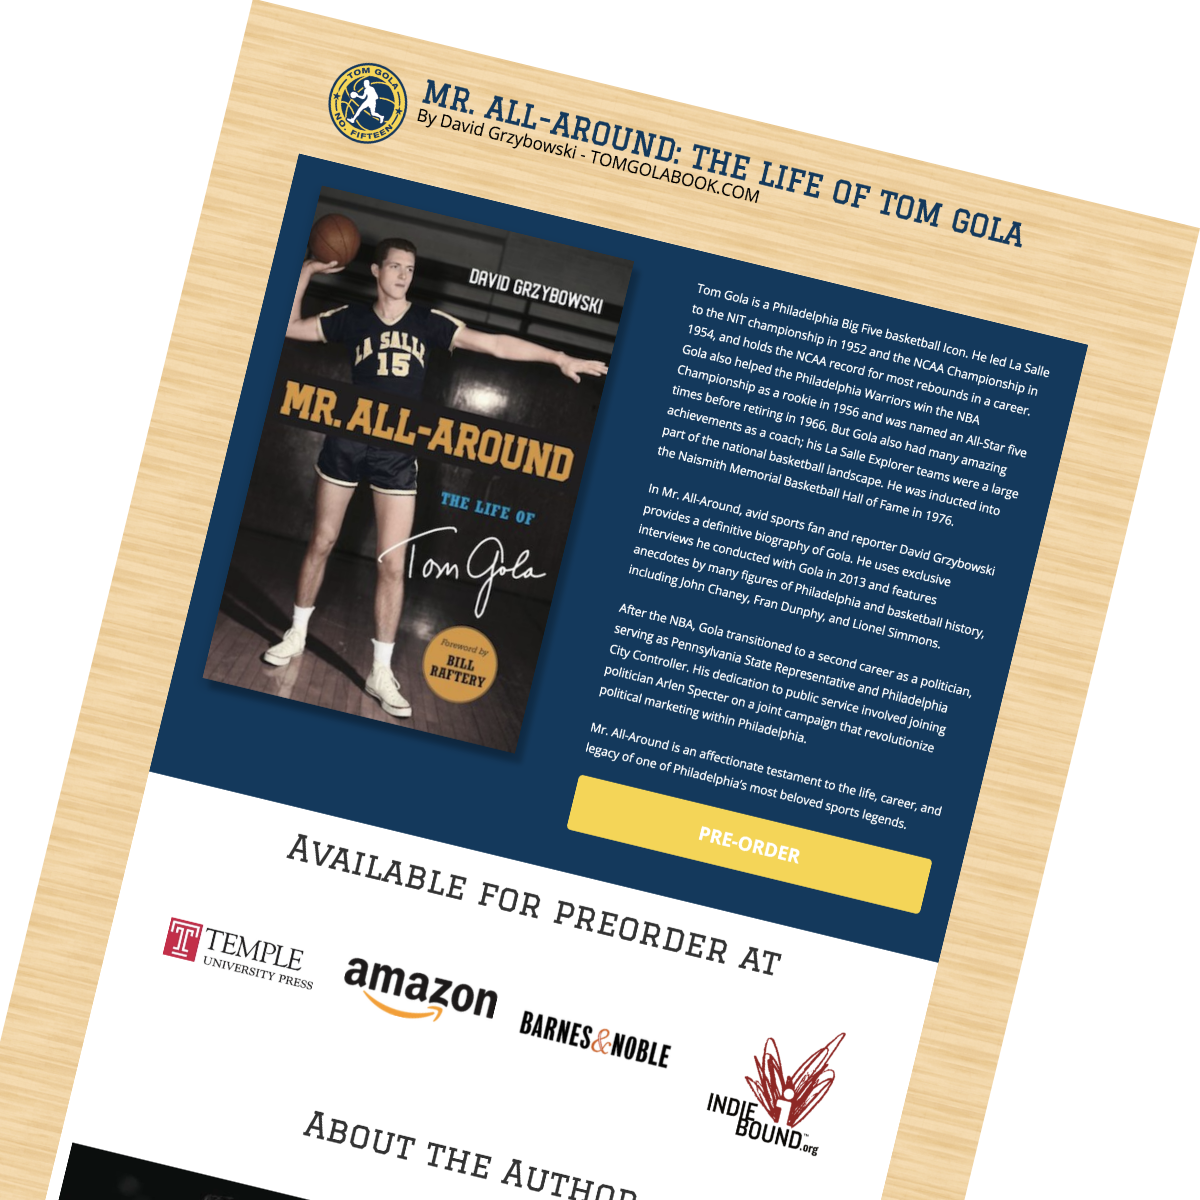 TOM GOLA
NO. FIFTEEN
MR. ALL-AROUND: THE LIFE OF TOM GOLA
By David Grzybowski - TOMGOLABOOK.COM
DAVID GRZYBOWSKI
LA SALLE
15
MR. ALL-AROUND
THE LIFE OF
Tom Gola
Foreword by
BILL
RAFTERY
Tom Gola is a Philadelphia Big Five basketball Icon. He led La Salle
to the NIT championship in 1952 and the NCAA Championship in
1954, and holds the NCAA record for most rebounds in a career.
Gola also helped the Philadelphia Warriors win the NBA
Championship as a rookie in 1956 and was named an All-Star five
times before retiring in 1966. But Gola also had many amazing
achievements as a coach; his La Salle Explorer teams were a large
part of the national basketball landscape. He was inducted into
the Naismith Memorial Basketball Hall of Fame in 1976.
In Mr. All-Around, avid sports fan and reporter David Grzybowski
provides a definitive biography of Gola. He uses exclusive
interviews he conducted with Gola in 2013 and features
anecdotes by many figures of Philadelphia and basketball history,
including John Chaney, Fran Dunphy, and Lionel Simmons.
After the NBA, Gola transitioned to a second career as a politician,
serving as Pennsylvania State Representative and Philadelphia
City Controller. His dedication to public service involved joining
politician Arlen Specter on a joint campaign that revolutionize
political marketing within Philadelphia.
Mr. All-Around is an affectionate testament to the life, career, and
legacy of one of Philadelphia's most beloved sports legends.
PRE-ORDER
AVAILABLE FOR PREORDER AT
TEMPLE
UNIVERSITY PRESS
amazon
BARNES&NOBLE
INDIE
BOUND.org
ABOUT THE AUTHOR